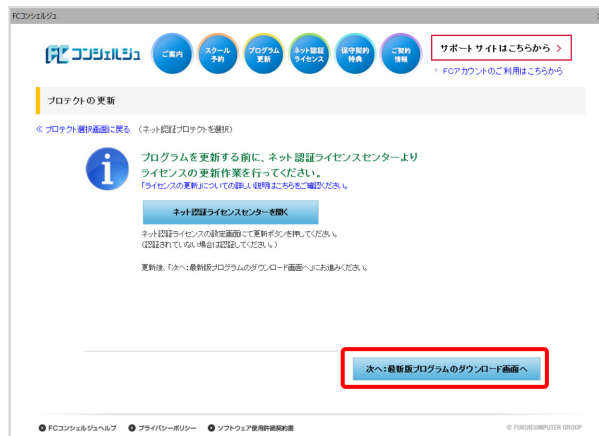 FCコンシェルジュ
FC コンシェルジュ
ご案内
スクール
予約
プログラム
更新
ネット認証
ライセンス
保守契約
特典
ご契約
情報
サポートサイトはこちらから >
FCアカウントのご利用はこちらから
プロテクトの更新
≪ プロテクト選択画面に戻る (ネット認証プロテクトを選択)
プログラムを更新する前に、ネット認証ライセンスセンターより
ライセンスの更新作業を行ってください。
「ライセンスの更新」についての詳しい説明はこちらをご確認ください。
ネット認証ライセンスセンターを開く
ネット認証ライセンスの設定画面にて更新ボタンを押してください。
(認証されていない場合は認証してください。)
更新後、「次へ:最新版プログラムのダウンロード画面へ」にお進みください。
次へ:最新版プログラムのダウンロード画面へ
FCコンシェルジュヘルプ プライバシーポリシー ソフトウェア使用許諾契約書
© FUKUICOMPUTER GROUP